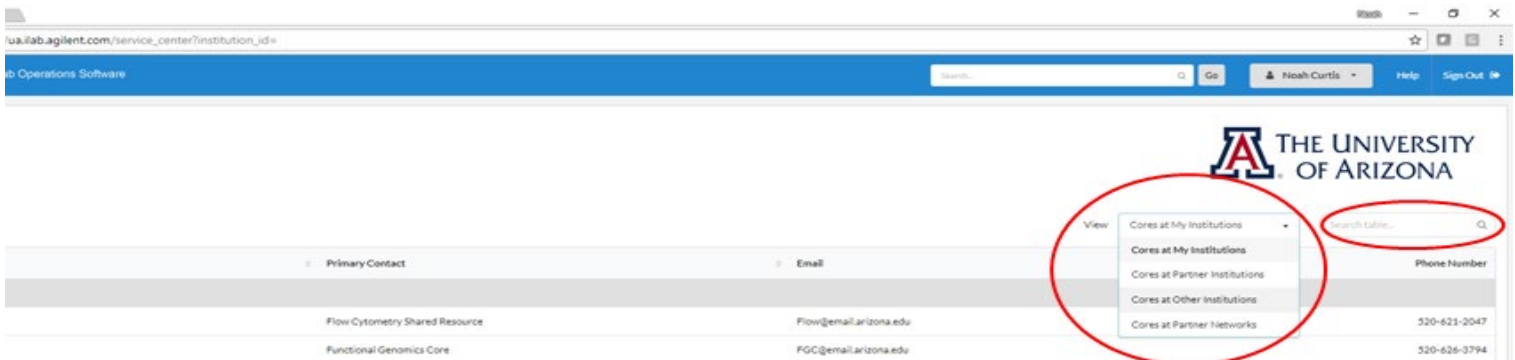 ua.ilab.agilent.com/service_center?institution_id=
ab Operations Software
Search...
Go
Noah Curtis
Help
Sign Out
THE UNIVERSITY
OF ARIZONA
View
Cores at My Institutions
Search table...
Primary Contact
Email
Phone Number
Cores at My Institutions
Cores at Partner Institutions
Cores at Other Institutions
Cores at Partner Networks
Flow Cytometry Shared Resource
Flow@email.arizona.edu
520-621-2047
Functional Genomics Core
FGC@email.arizona.edu
520-626-3794